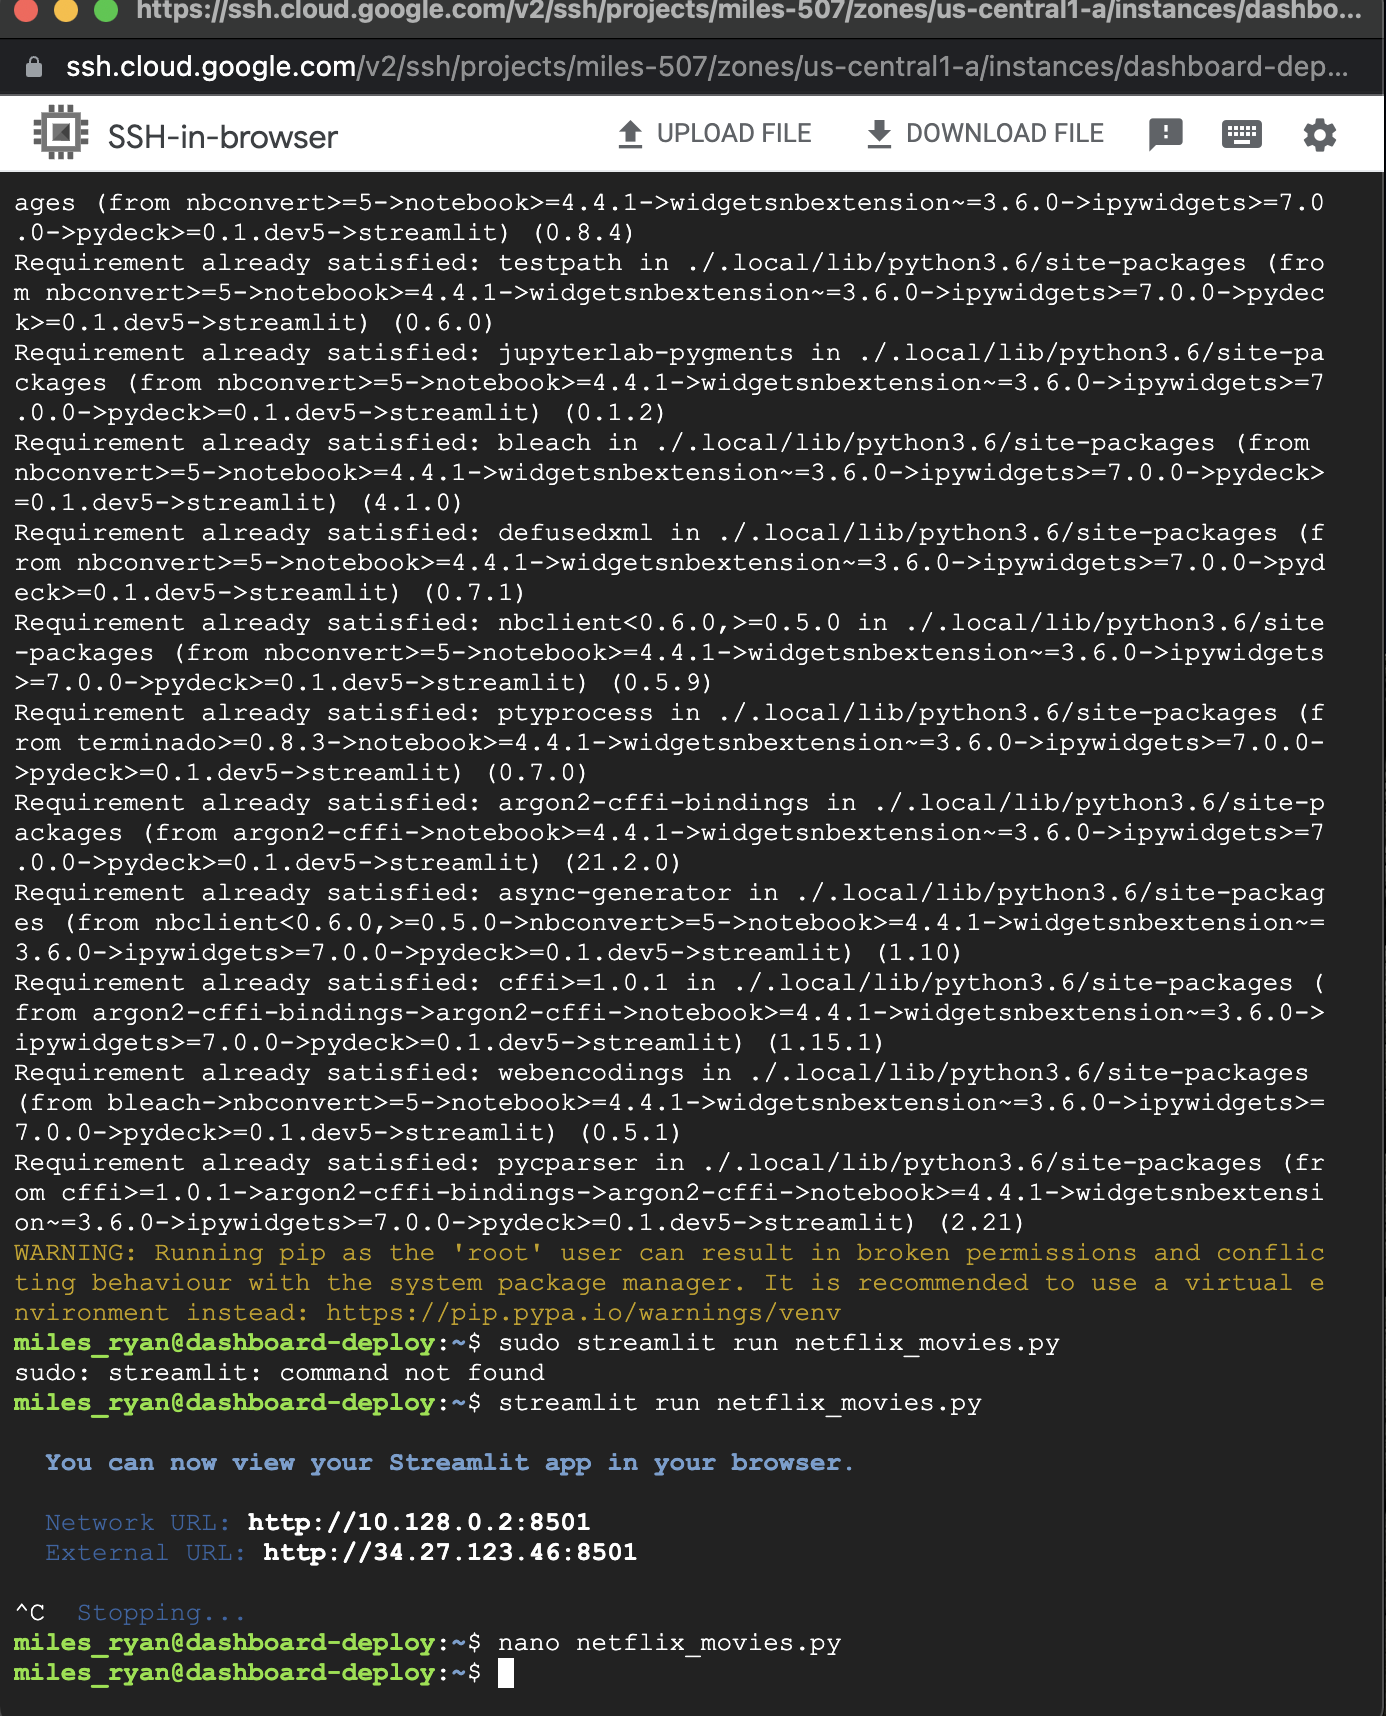 https://ssh.cloud.google.com/v2/ssh/projects/miles-507/zones/us-central1-a/instances/dashbo...
ssh.cloud.google.com/v2/ssh/projects/miles-507/zones/us-central1-a/instances/dashboard-dep...
SSH-in-browser
UPLOAD FILE
DOWNLOAD FILE
ages (from nbconvert>=5->notebook>=4.4.1->widgetsnbextension~=3.6.0->ipywidgets>=7.0
.0->pydeck>=0.1.dev5->streamlit) (0.8.4)
Requirement already satisfied: testpath in ./.local/lib/python3.6/site-packages (fro
m nbconvert>=5->notebook>=4.4.1->widgetsnbextension~=3.6.0->ipywidgets>=7.0.0->pydec
k>=0.1.dev5->streamlit) (0.6.0)
Requirement already satisfied: jupyterlab-pygments in ./.local/lib/python3.6/site-pa
ckages (from nbconvert>=5->notebook>=4.4.1->widgetsnbextension~=3.6.0->ipywidgets>=7
.0.0->pydeck>=0.1.dev5->streamlit) (0.1.2)
Requirement already satisfied: bleach in ./.local/lib/python3.6/site-packages (from
nbconvert>=5->notebook>=4.4.1->widgetsnbextension~=3.6.0->ipywidgets>=7.0.0->pydeck>
=0.1.dev5->streamlit) (4.1.0)
Requirement already satisfied: defusedxml in ./.local/lib/python3.6/site-packages (f
rom nbconvert>=5->notebook>=4.4.1->widgetsnbextension~=3.6.0->ipywidgets>=7.0.0->pyd
eck>=0.1.dev5->streamlit) (0.7.1)
Requirement already satisfied: nbclient<0.6.0,>=0.5.0 in ./.local/lib/python3.6/site
-packages (from nbconvert>=5->notebook>=4.4.1->widgetsnbextension~=3.6.0->ipywidgets
>=7.0.0->pydeck>=0.1.dev5->streamlit) (0.5.9)
Requirement already satisfied: ptyprocess in ./.local/lib/python3.6/site-packages (f
rom terminado>=0.8.3->notebook>=4.4.1->widgetsnbextension~=3.6.0->ipywidgets>=7.0.0-
>pydeck>=0.1.dev5->streamlit) (0.7.0)
Requirement already satisfied: argon2-cffi-bindings in ./.local/lib/python3.6/site-p
ackages (from argon2-cffi->notebook>=4.4.1->widgetsnbextension~=3.6.0->ipywidgets>=7
.0.0->pydeck>=0.1.dev5->streamlit) (21.2.0)
Requirement already satisfied: async-generator in ./.local/lib/python3.6/site-packag
es (from nbclient<0.6.0,>=0.5.0->nbconvert>=5->notebook>=4.4.1->widgetsnbextension~=
3.6.0->ipywidgets>=7.0.0->pydeck>=0.1.dev5->streamlit) (1.10)
Requirement already satisfied: cffi>=1.0.1 in ./.local/lib/python3.6/site-packages (
from argon2-cffi-bindings->argon2-cffi->notebook>=4.4.1->widgetsnbextension~=3.6.0->
ipywidgets>=7.0.0->pydeck>=0.1.dev5->streamlit) (1.15.1)
Requirement already satisfied: webencodings in ./.local/lib/python3.6/site-packages
(from bleach->nbconvert>=5->notebook>=4.4.1->widgetsnbextension~=3.6.0->ipywidgets>=
7.0.0->pydeck>=0.1.dev5->streamlit) (0.5.1)
Requirement already satisfied: pycparser in ./.local/lib/python3.6/site-packages (fr
om cffi>=1.0.1->argon2-cffi-bindings->argon2-cffi->notebook>=4.4.1->widgetsnbextensi
on~=3.6.0->ipywidgets>=7.0.0->pydeck>=0.1.dev5->streamlit) (2.21)
WARNING: Running pip as the 'root' user can result in broken permissions and conflic
ting behaviour with the system package manager. It is recommended to use a virtual e
nvironment instead: https://pip.pypa.io/warnings/venv
miles_ryan@dashboard-deploy:~$ sudo streamlit run netflix_movies.py
sudo: streamlit: command not found
miles_ryan@dashboard-deploy:~$ streamlit run netflix_movies.py
You can now view your Streamlit app in your browser.
Network URL: http://10.128.0.2:8501
External URL: http://34.27.123.46:8501
^C  Stopping...
miles_ryan@dashboard-deploy:~$ nano netflix_movies.py
miles_ryan@dashboard-deploy:~$